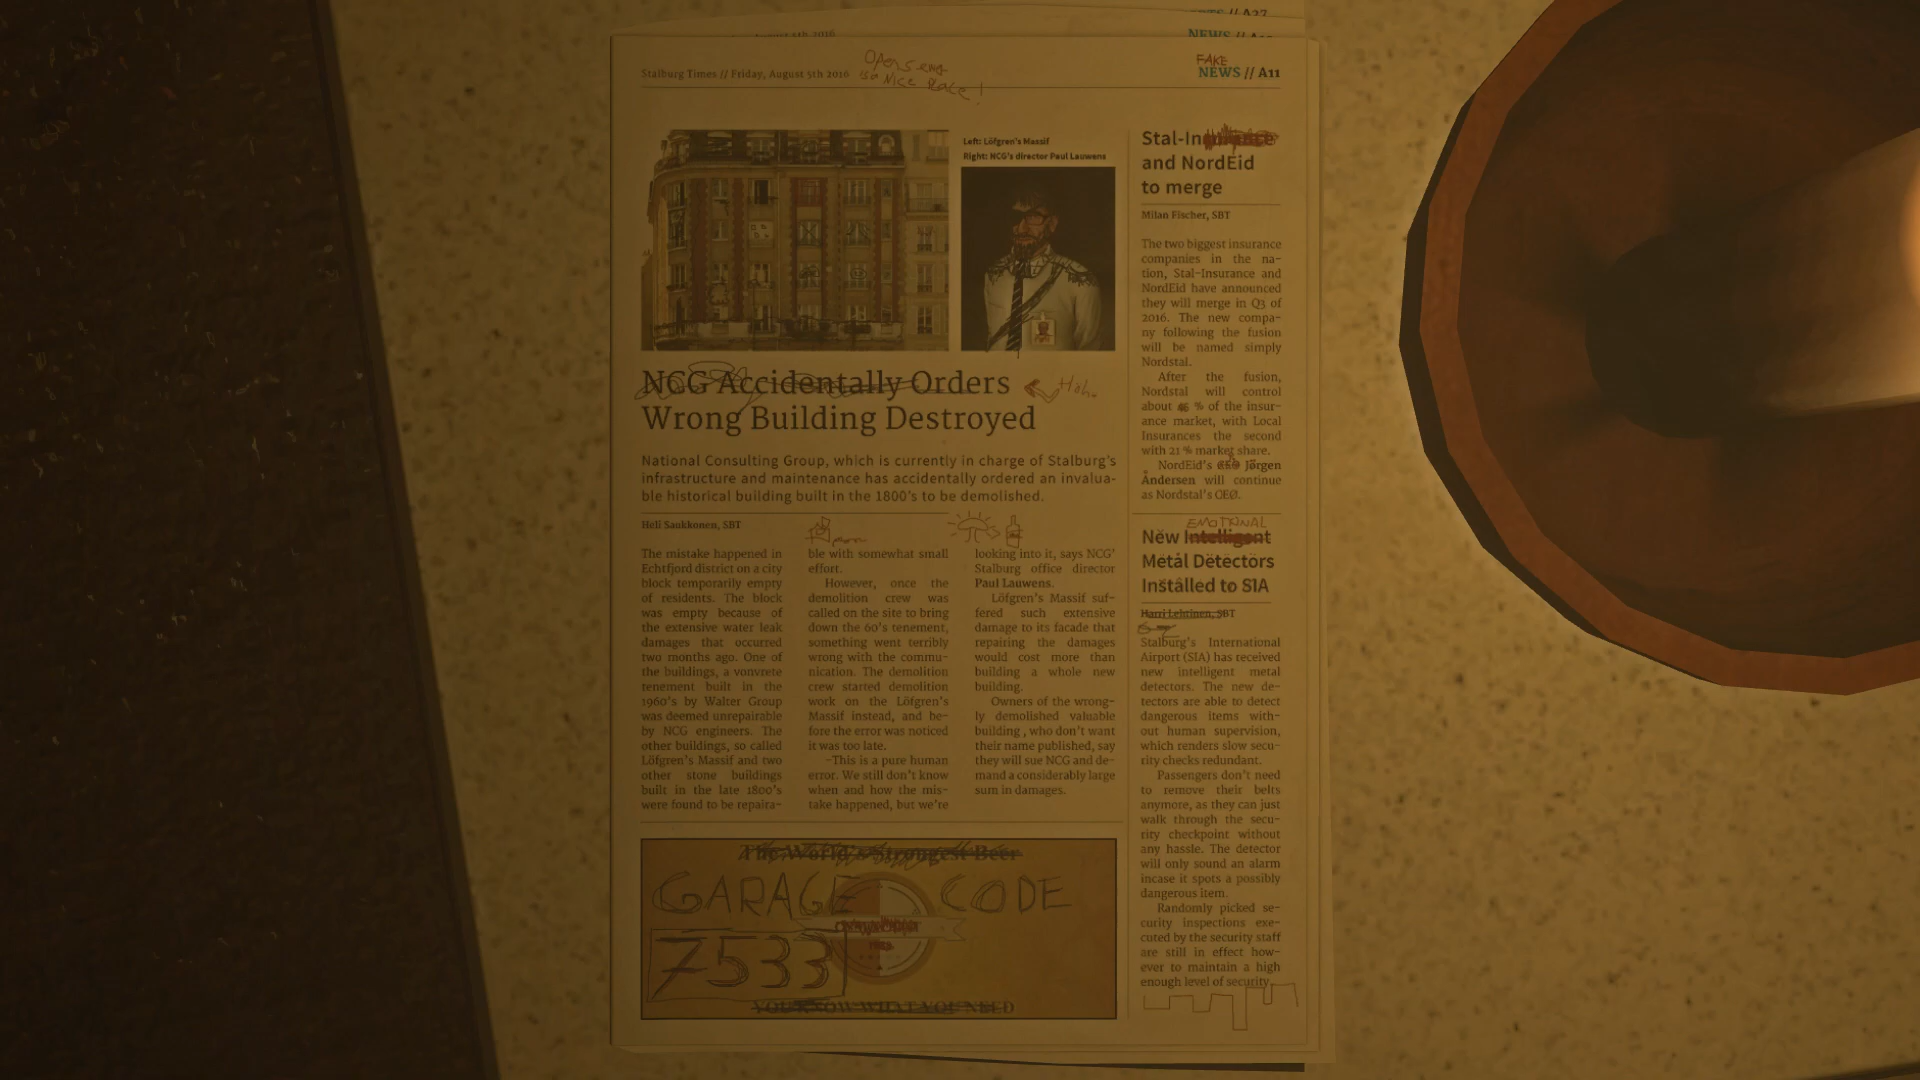 Stalburg Times // Friday, August 5th 2016
FAKE
NEWS // A11
Left: Löfgren's Massif
Right: NCG's director Paul Lauwens
NCG Accidentally Orders
Wrong Building Destroyed
National Consulting Group, which is currently in charge of Stalburg's
infrastructure and maintenance has accidentally ordered an invalua-
ble historical building built in the 1800's to be demolished.
Heli Saukkonen, SBT
The mistake happened in
Echtfjord district on a city
block temporarily empty
of residents. The block
was empty because of
the extensive water leak
damages that occurred
two months ago. One of
the buildings, a vonvrete
tenement built in the
1960's by Walter Group
was deemed unrepairable
by NCG engineers. The
other buildings, so called
Löfgren's Massif and two
other stone buildings
built in the late 1800's
were found to be repaira-
ble with somewhat small
effort.
However, once the
demolition crew was
called on the site to bring
down the 60's tenement,
something went terribly
wrong with the commu-
nication. The demolition
crew started demolition
work on the Löfgren's
Massif instead, and be-
fore the error was noticed
it was too late.
-This is a pure human
error. We still don't know
when and how the mis-
take happened, but we're
looking into it, says NCG'
Stalburg office director
Paul Lauwens.
Löfgren's Massif suf-
fered such extensive
damage to its facade that
repairing the damages
would cost more than
building a whole new
building.
Owners of the wrong-
ly demolished valuable
building , who don't want
their name published, say
they will sue NCG and de-
mand a considerably large
sum in damages.
The World's Strongest Beer
GARAGE CODE
7533
YOU KNOW WHAT YOU NEED
Stal-Insurance
and NordEid
to merge
Milan Fischer, SBT
The two biggest insurance
companies in the na-
tion, Stal-Insurance and
NordEid have announced
they will merge in Q3 of
2016. The new compa-
ny following the fusion
will be named simply
Nordstal.
After the fusion,
Nordstal will control
about 46 % of the insur-
ance market, with Local
Insurances the second
with 21 % market share.
NordEid's CEO Jørgen
Andersen will continue
as Nordstal's CEO.
EMOTIONAL
New Intelligent
Metal Detectors
Installed to SIA
Harri Lehtinen, SBT
Stalburg's International
Airport (SIA) has received
new intelligent metal
detectors. The new de-
tectors are able to detect
dangerous items with-
out human supervision,
which renders slow secu-
rity checks redundant.
Passengers don't need
to remove their belts
anymore, as they can just
walk through the secu-
rity checkpoint without
any hassle. The detector
will only sound an alarm
incase it spots a possibly
dangerous item.
Randomly picked se-
curity inspections exe-
cuted by the security staff
are still in effect how-
ever to maintain a high
enough level of security.